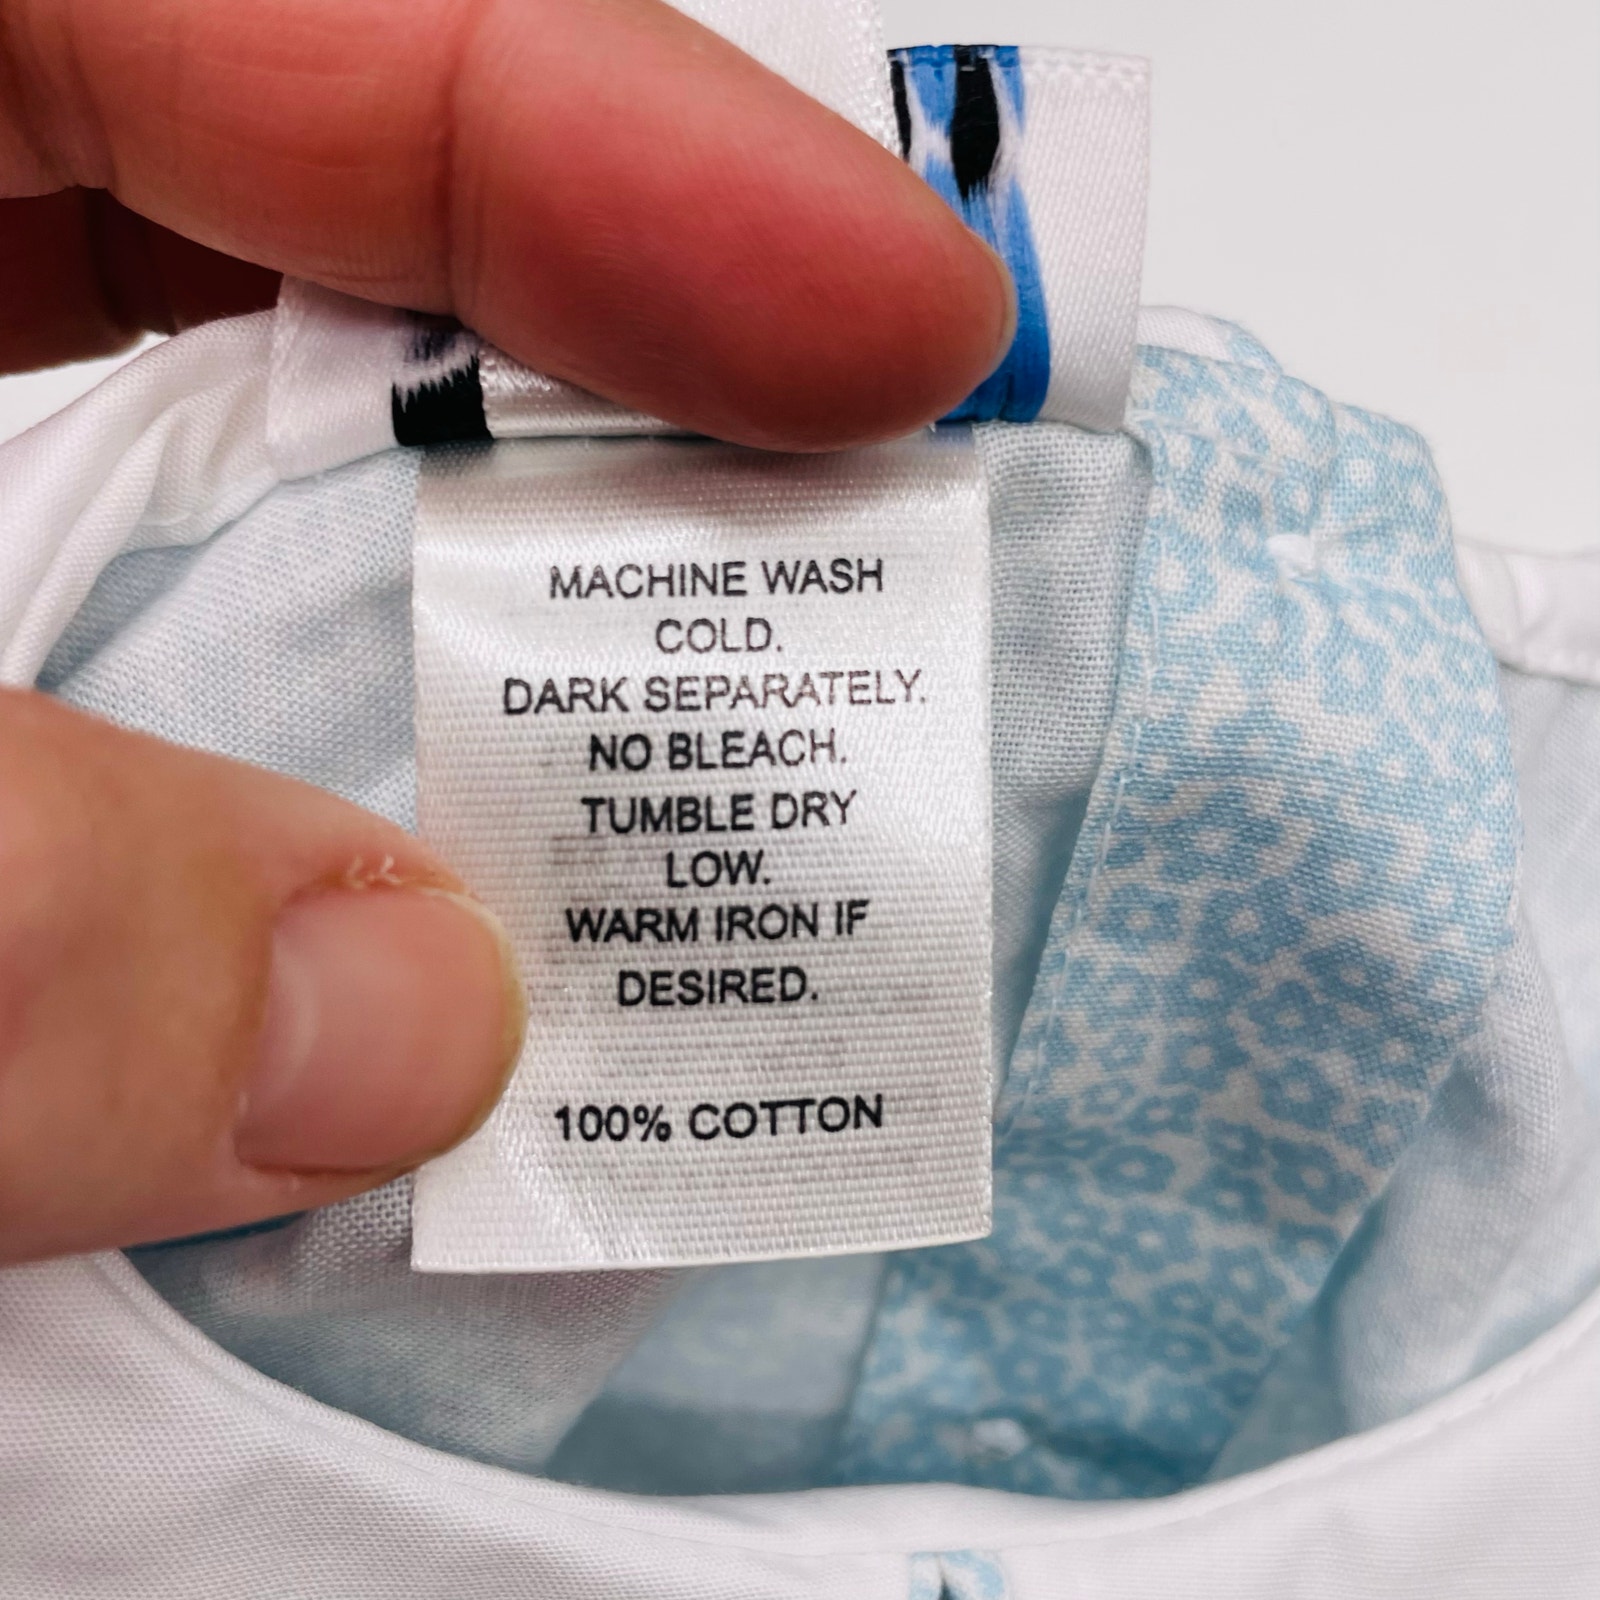 MACHINE WASH
COLD.
DARK SEPARATELY.
NO BLEACH.
TUMBLE DRY
LOW.
WARM IRON IF
DESIRED.
100% COTTON